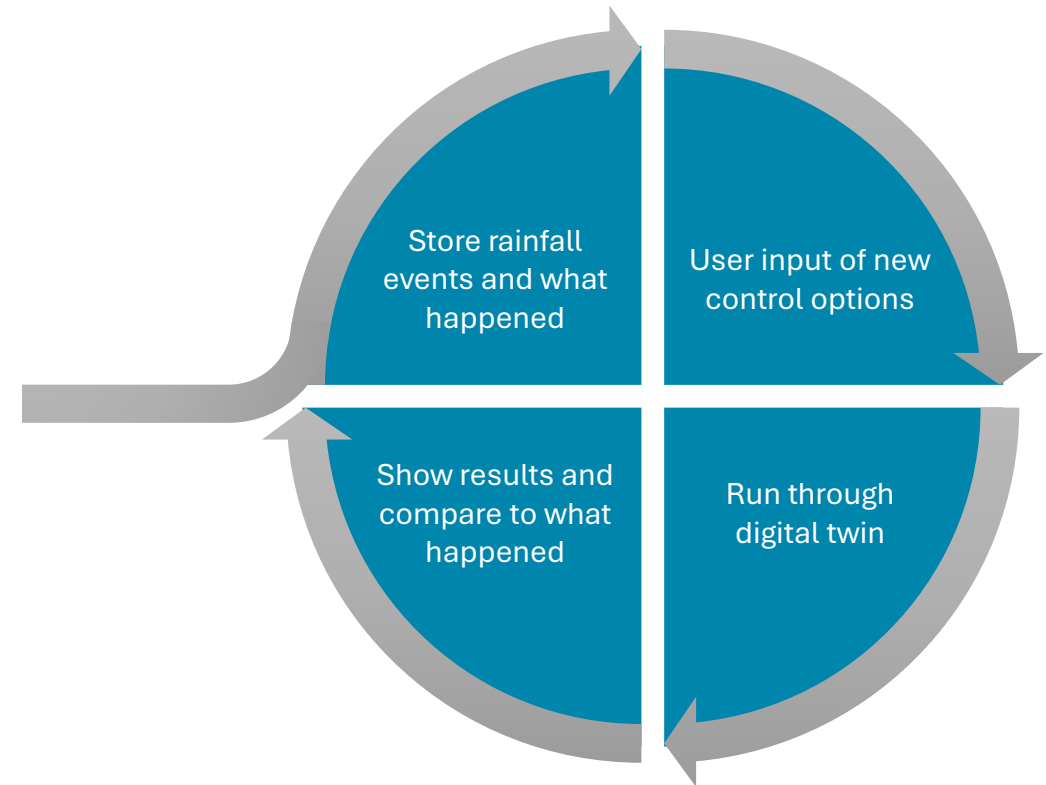 Store rainfall
events and what
happened
User input of new
control options
Run through
digital twin
Show results and
compare to what
happened